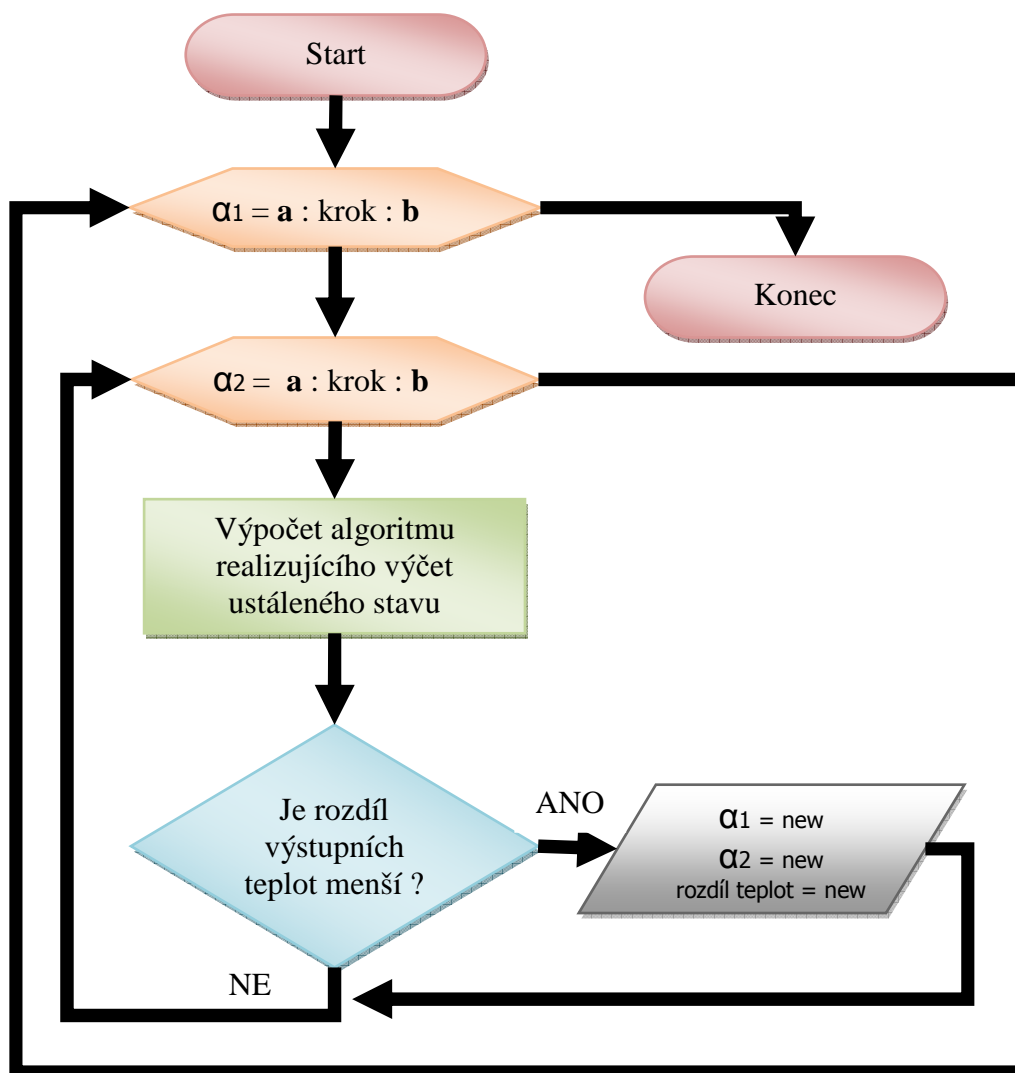 Start
α1 = a : krok : b
Konec
α2 = a : krok : b
Výpočet algoritmu
realizujícího výčet
ustáleného stavu
Je rozdíl
výstupních
teplot menší ?
ANO
α1 = new
α2 = new
rozdíl teplot = new
NE